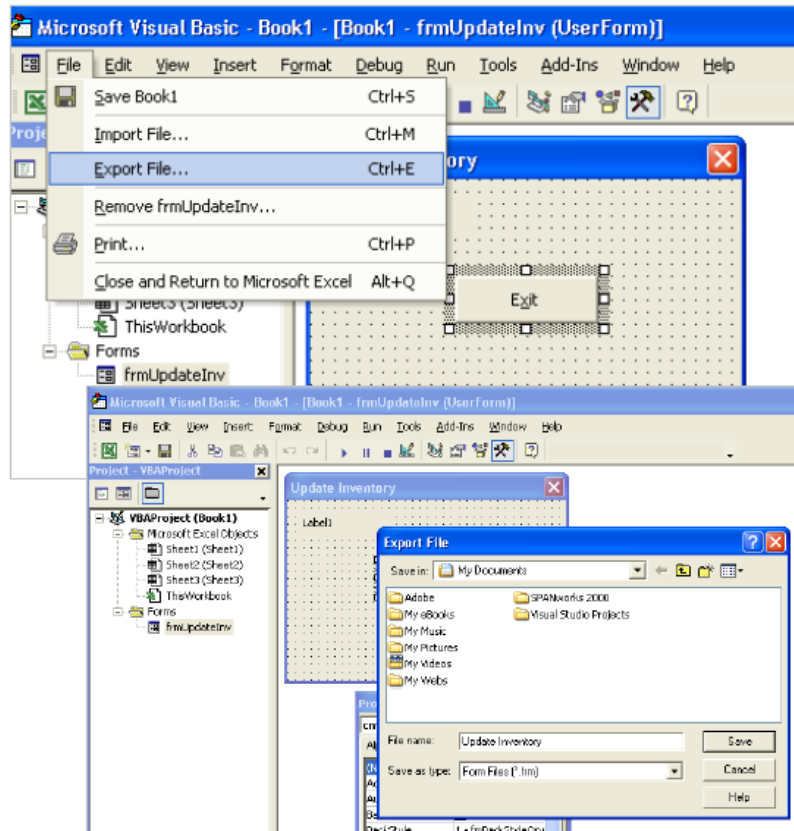 Microsoft Visual Basic - Book1 - [Book1 - frmUpdateInv (UserForm)]
File Edit View Insert Format Debug Run Tools Add-Ins Window Help
Save Book1 Ctrl+S
Import File... Ctrl+M
Export File... Ctrl+E
Remove frmUpdateInv...
Print... Ctrl+P
Close and Return to Microsoft Excel Alt+Q
Proje
ory
Exit
Sheet3 (Sheet3)
ThisWorkbook
Forms
frmUpdateInv
Microsoft Visual Basic - Book1 - [Book1 - frmUpdateInv (UserForm)]
File Edit View Insert Format Debug Run Tools Add-Ins Window Help
Project - VBAProject
VBAProject (Book1)
Microsoft Excel Objects
Sheet1 (Sheet1)
Sheet2 (Sheet2)
Sheet3 (Sheet3)
ThisWorkbook
Forms
frmUpdateInv
Update Inventory
Label1
Export File
Save in: My Documents
Adobe
My eBooks
My Music
My Pictures
My Videos
My Webs
SPANworks 2000
Visual Studio Projects
File name: Update Inventory
Save
Save as type: Form Files (*.frm)
Cancel
Help
Pro